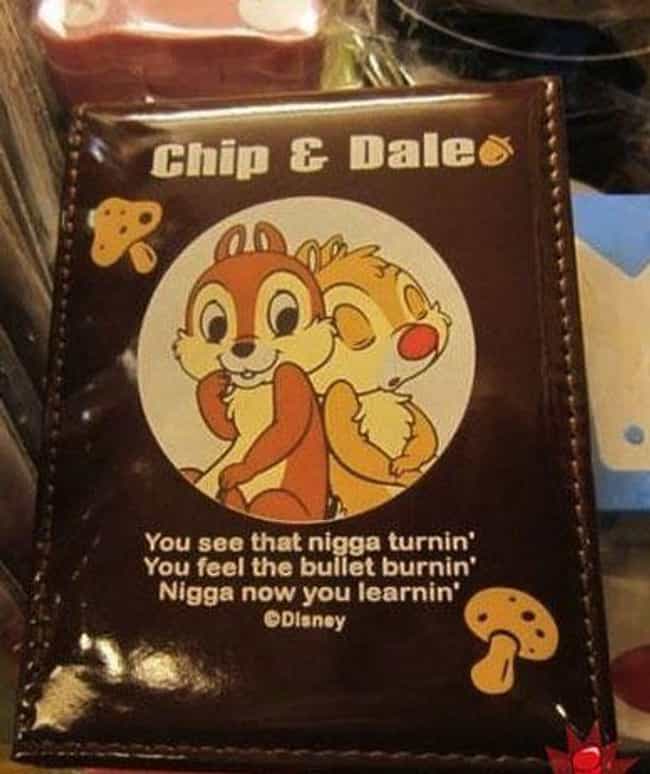 Chip & Dale
You see that nigga turnin'
You feel the bullet burnin'
Nigga now you learnin'
©Disney